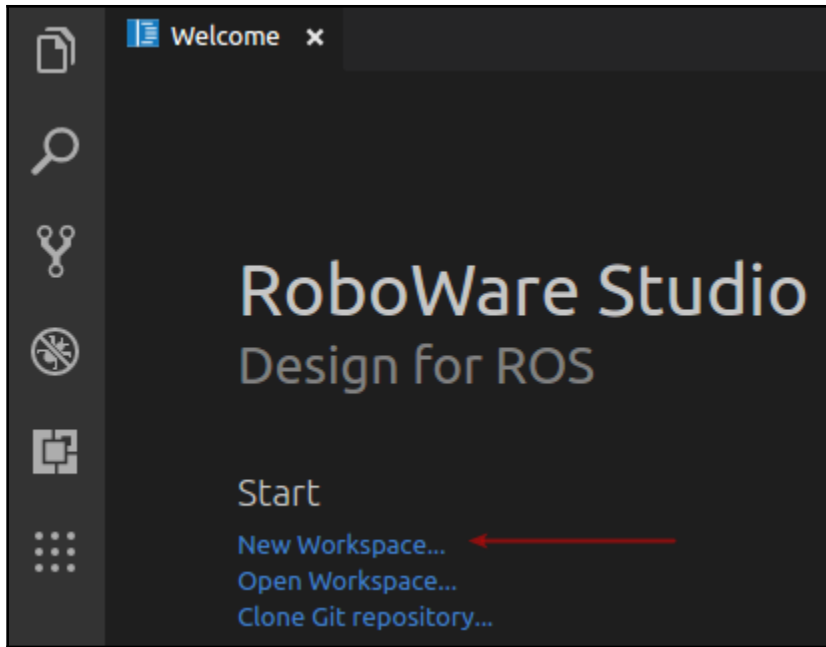 Welcome ×
RoboWare Studio
Design for ROS
Start
New Workspace...
Open Workspace...
Clone Git repository...